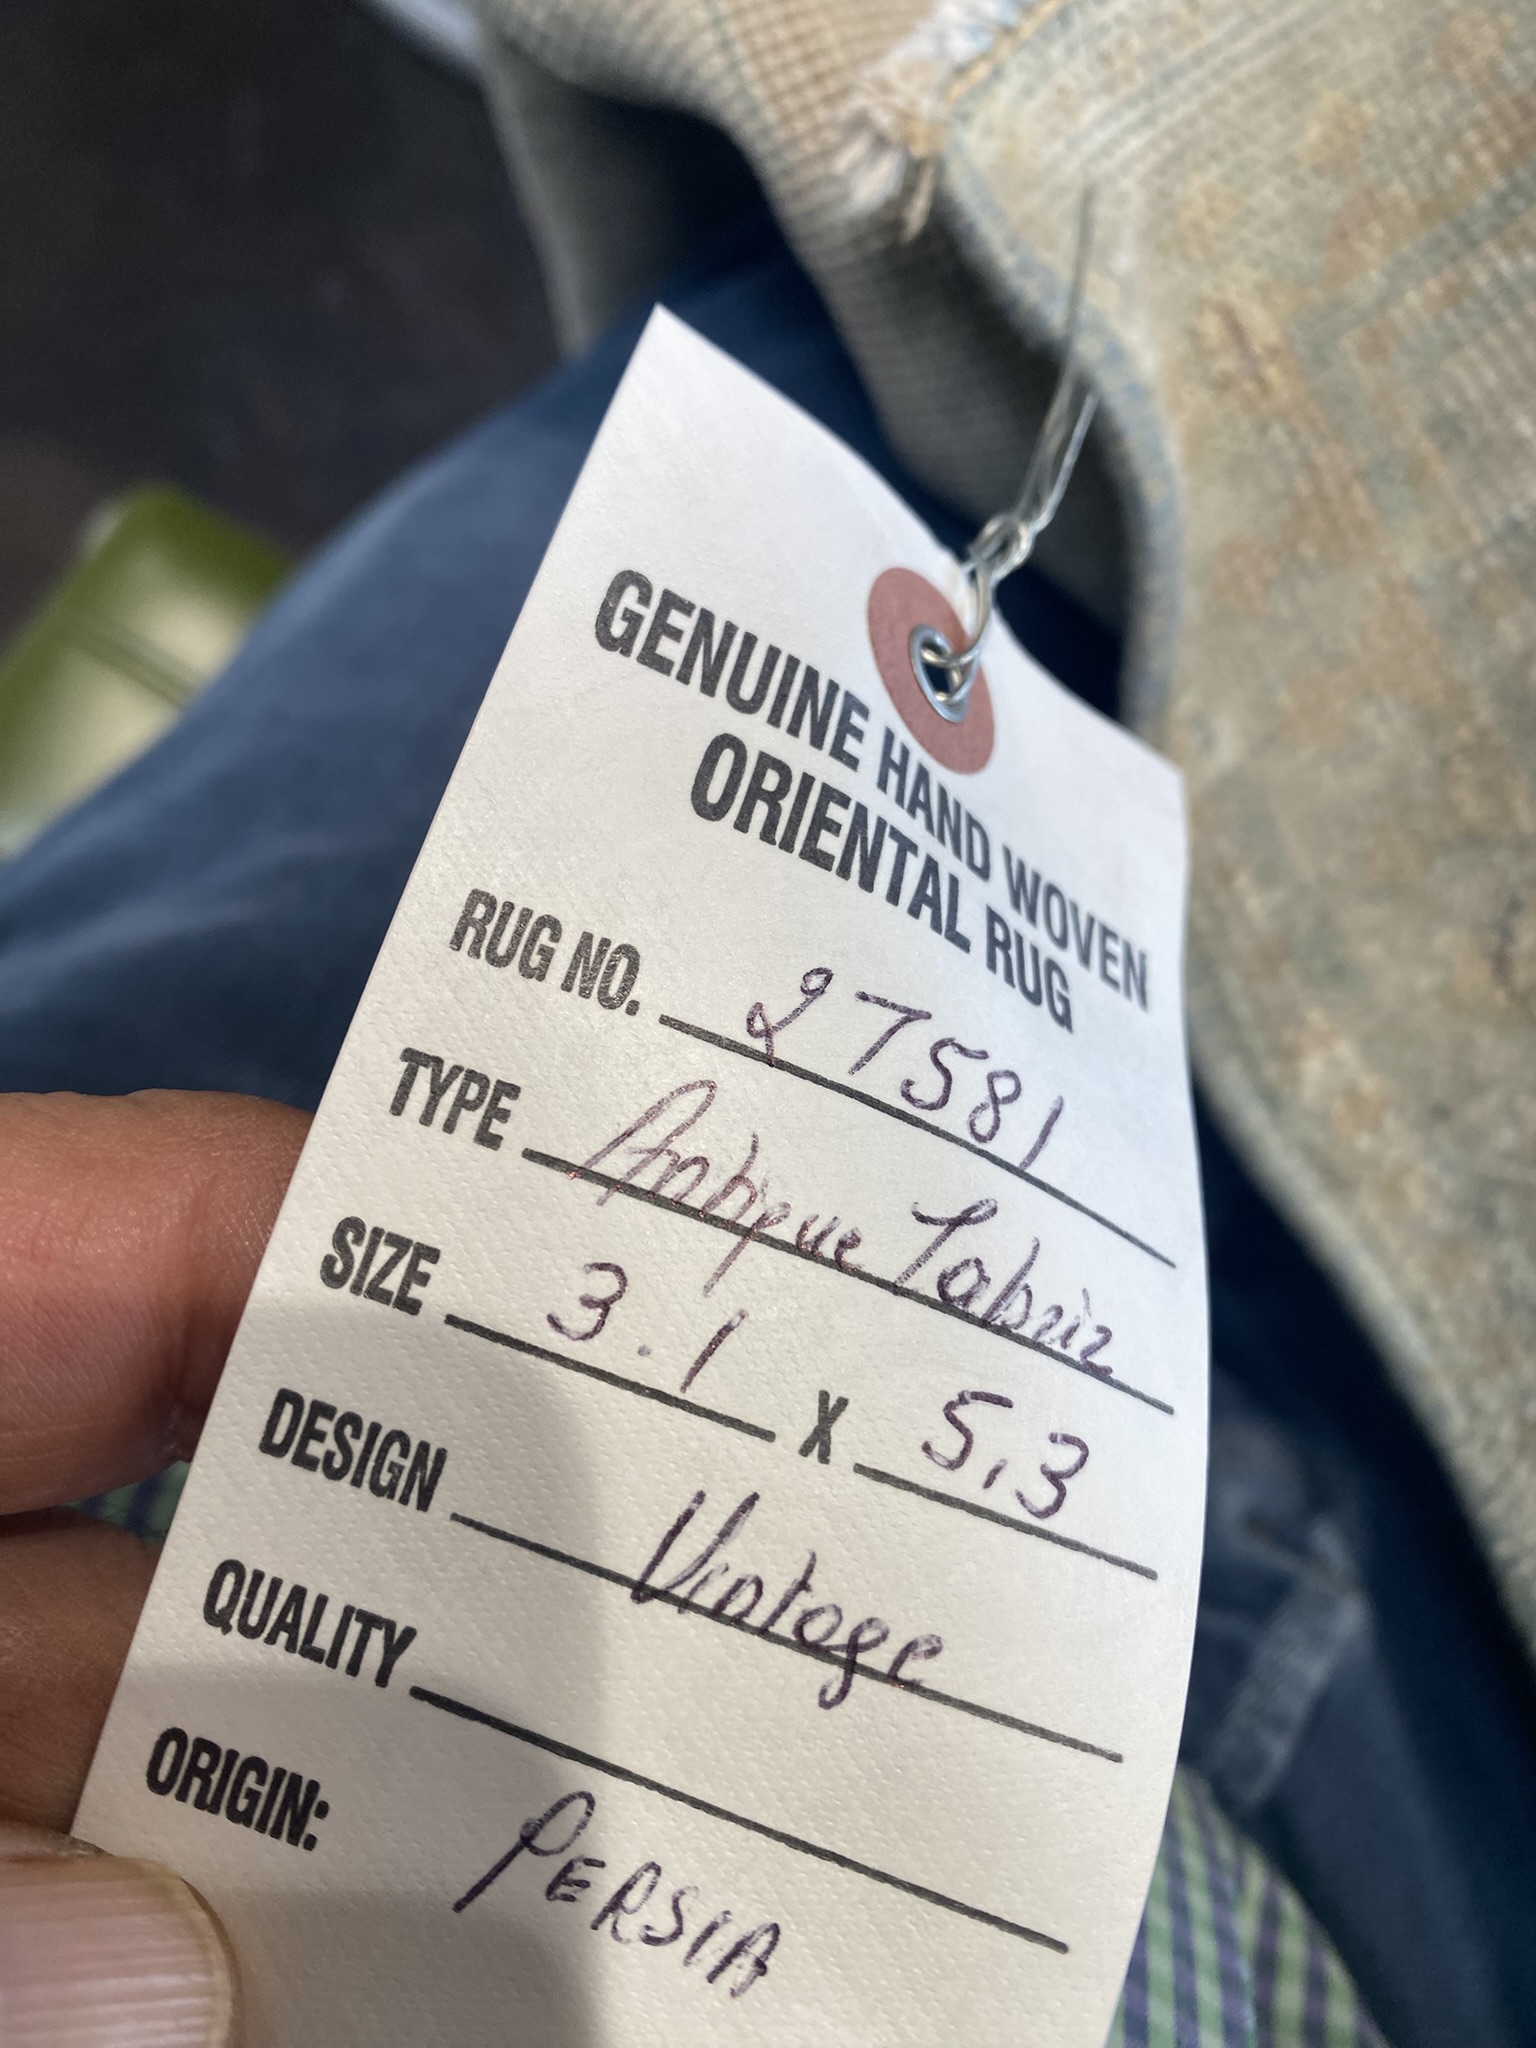 GENUINE HAND WOVEN
ORIENTAL RUG
RUG NO. 27581
TYPE Antique Tabriz
SIZE 3.1 X 5.3
DESIGN Vintage
QUALITY
ORIGIN: PERSIA